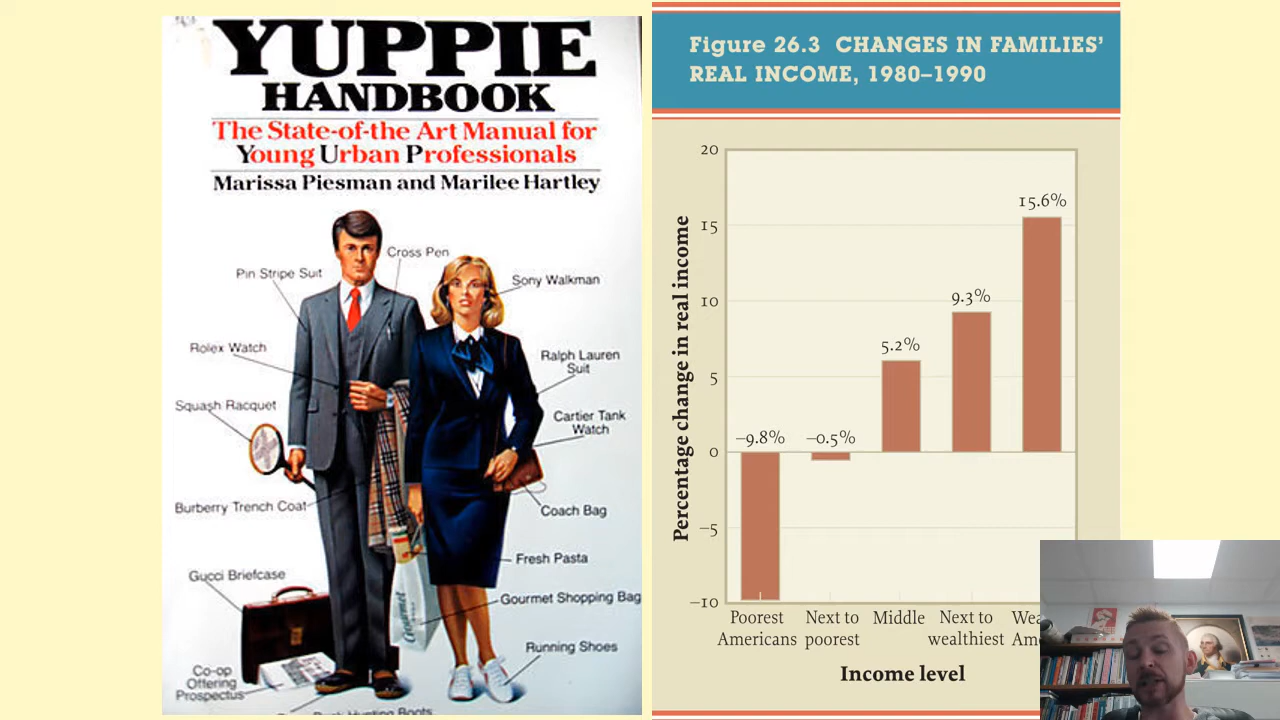 YUPPIE
HANDBOOK
The State-of-the Art Manual for
Young Urban Professionals
Marissa Piesman and Marilee Hartley
Cross Pen
Pin Stripe Suit
Sony Walkman
Rolex Watch
Ralph Lauren
Suit
Squash Racquet
Cartier Tank
Watch
Burberry Trench Coat
Coach Bag
Fresh Pasta
Gucci Briefcase
Gourmet Shopping Bag
Running Shoes
Co-op
Offering
Prospectus
Hunting Boots
Figure 26.3 CHANGES IN FAMILIES’
REAL INCOME, 1980–1990
Percentage change in real income
20
15
10
5
0
–5
–10
–9.8%
–0.5%
5.2%
9.3%
15.6%
Poorest
Americans
Next to
poorest
Middle
Next to
wealthiest
Income level